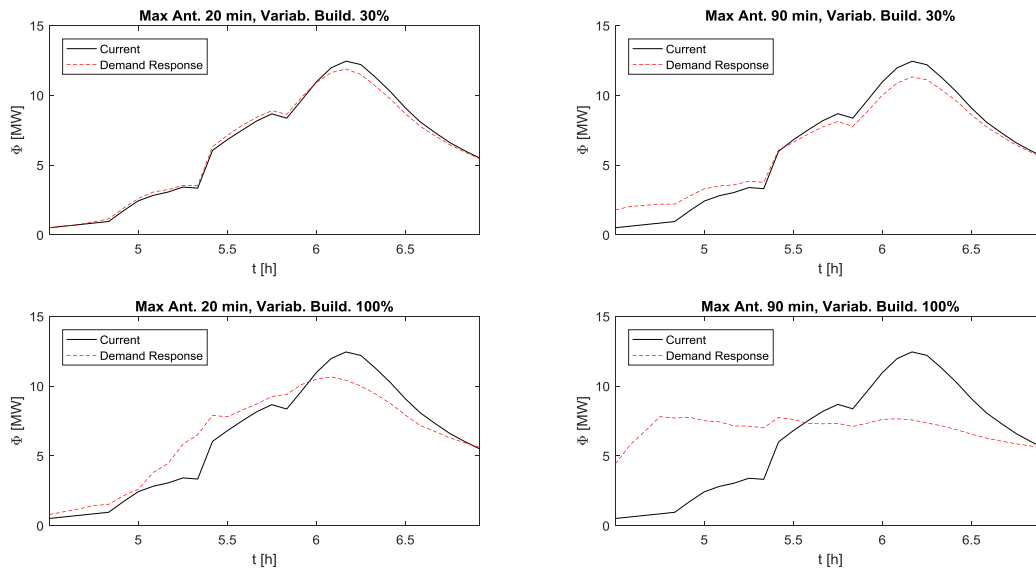 Max Ant. 20 min, Variab. Build. 30%
15
10
5
0
Φ [MW]
Current
Demand Response
5
5.5
6
6.5
t [h]
Max Ant. 90 min, Variab. Build. 30%
15
10
5
0
Φ [MW]
Current
Demand Response
5
5.5
6
6.5
t [h]
Max Ant. 20 min, Variab. Build. 100%
15
10
5
0
Φ [MW]
Current
Demand Response
5
5.5
6
6.5
t [h]
Max Ant. 90 min, Variab. Build. 100%
15
10
5
0
Φ [MW]
Current
Demand Response
5
5.5
6
6.5
t [h]